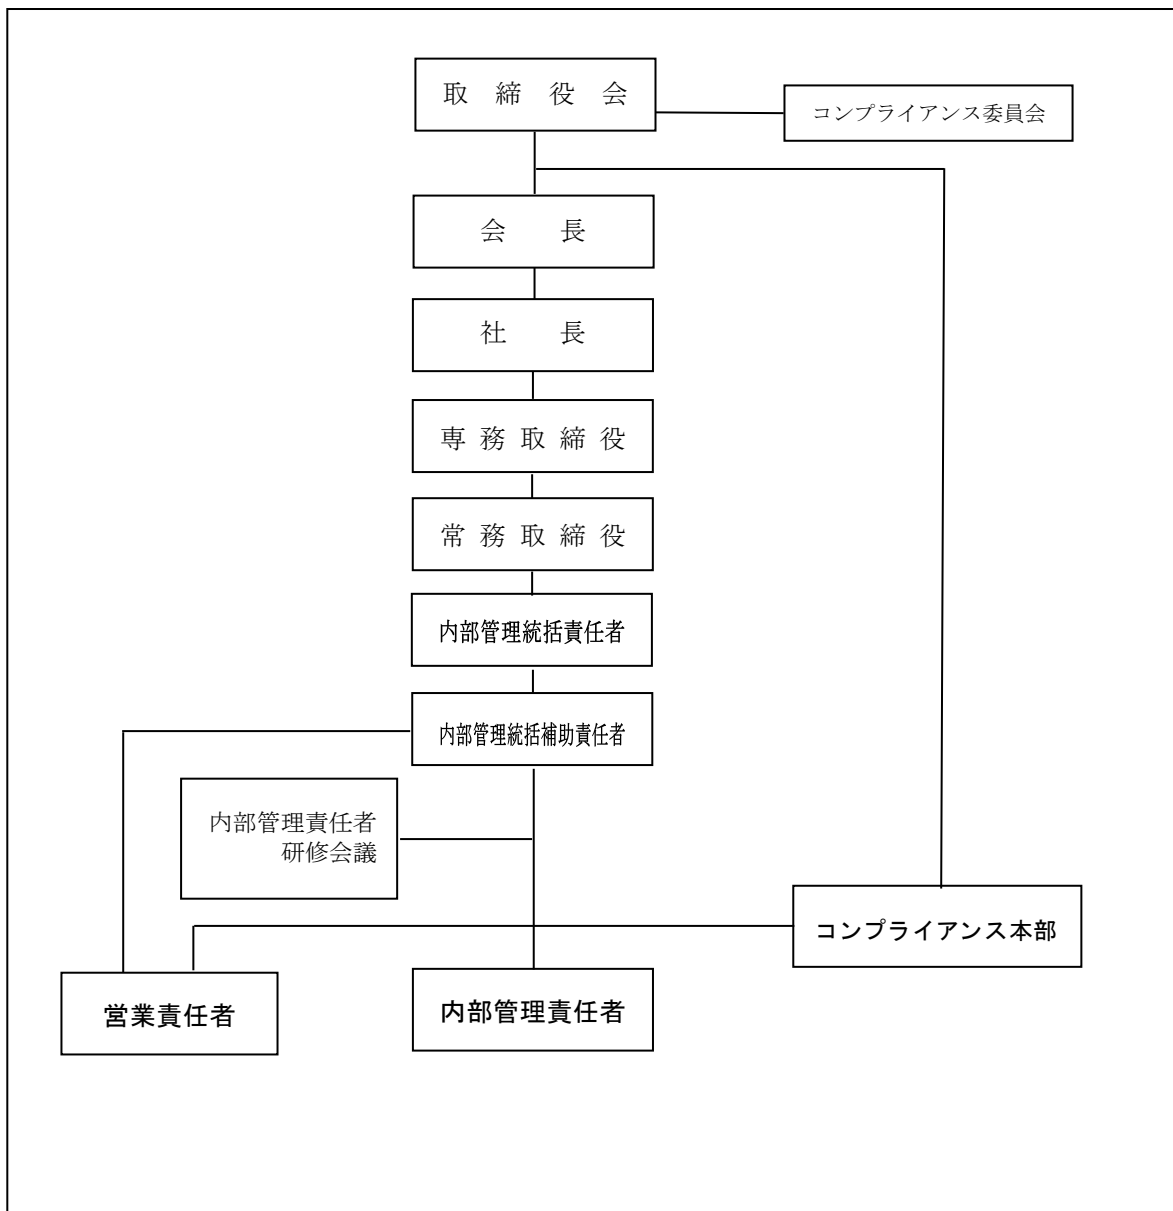 取締役会
コンプライアンス委員会
会長
社長
専務取締役
常務取締役
内部管理統括責任者
内部管理統括補助責任者
内部管理責任者
研修会議
コンプライアンス本部
営業責任者
内部管理責任者